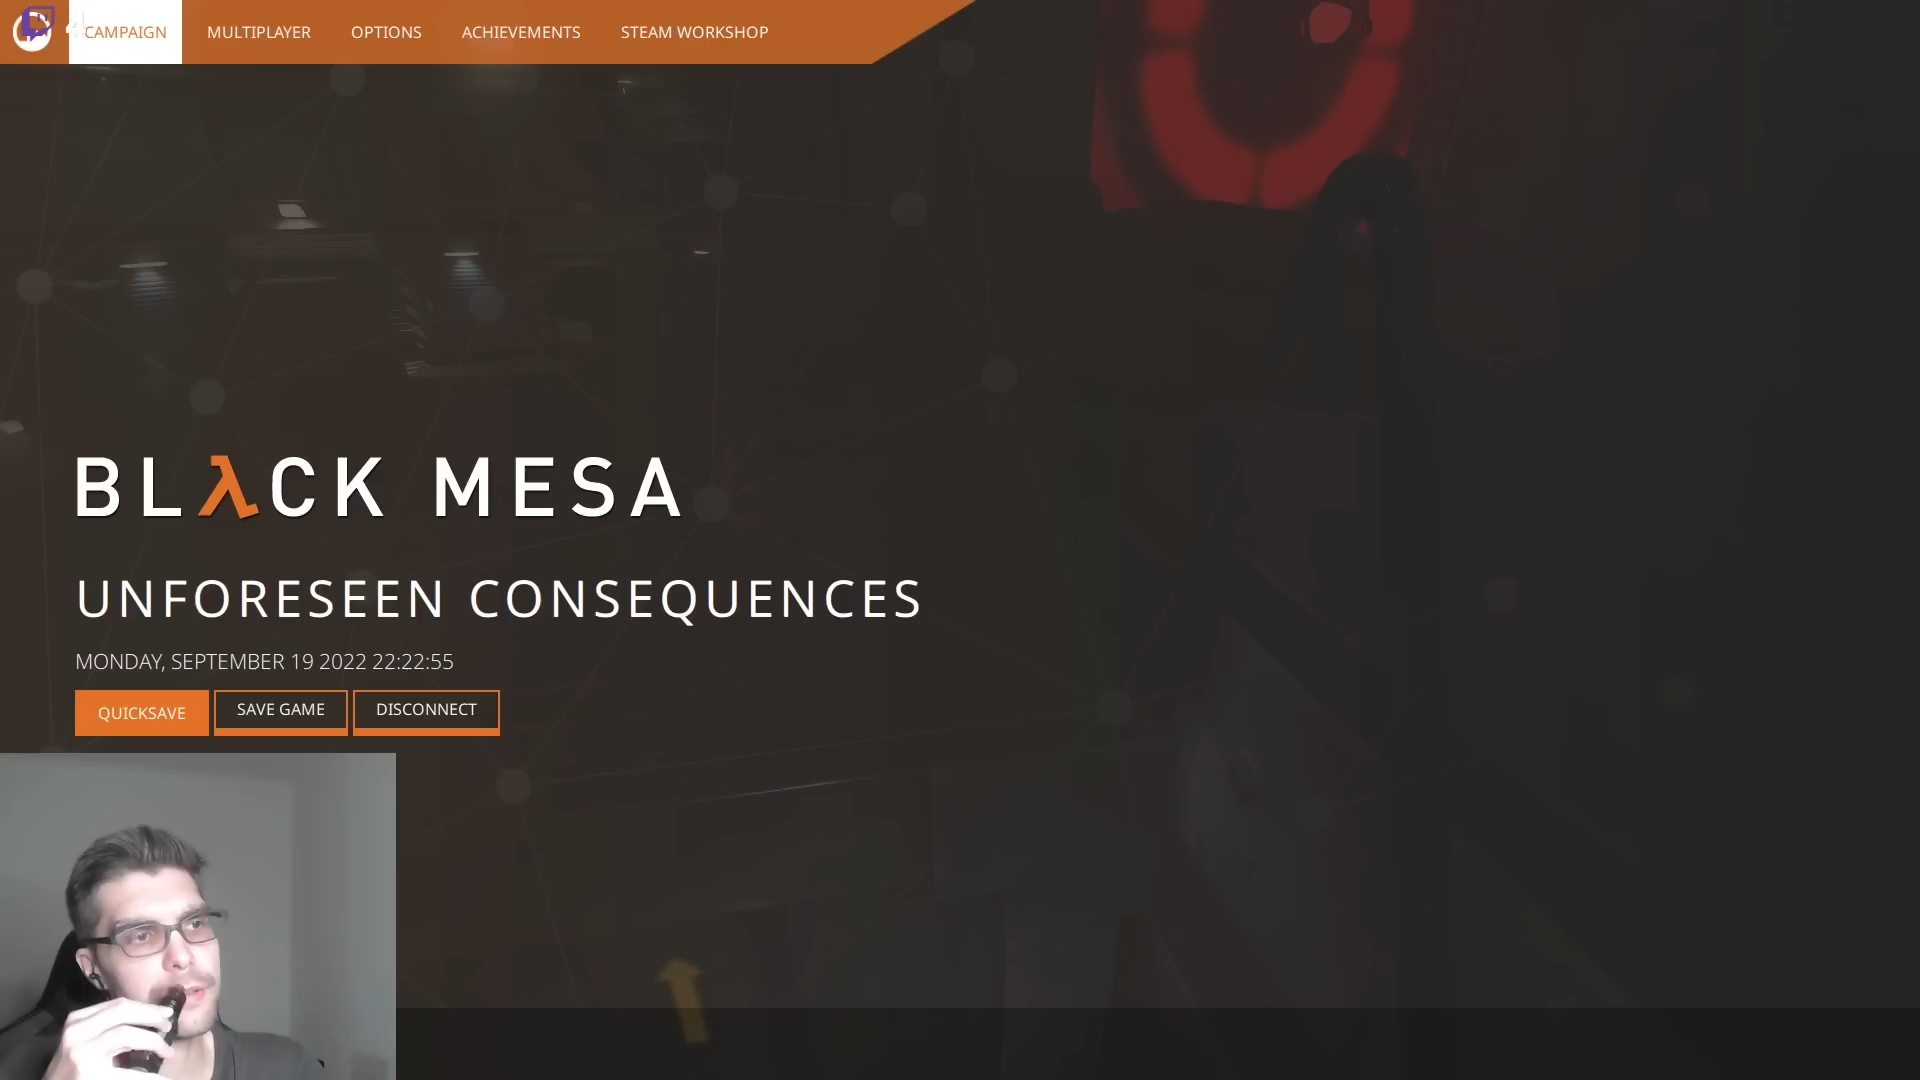 CAMPAIGN MULTIPLAYER OPTIONS ACHIEVEMENTS STEAM WORKSHOP
BLλCK MESA
UNFORESEEN CONSEQUENCES
MONDAY, SEPTEMBER 19 2022 22:22:55
QUICKSAVE SAVE GAME DISCONNECT